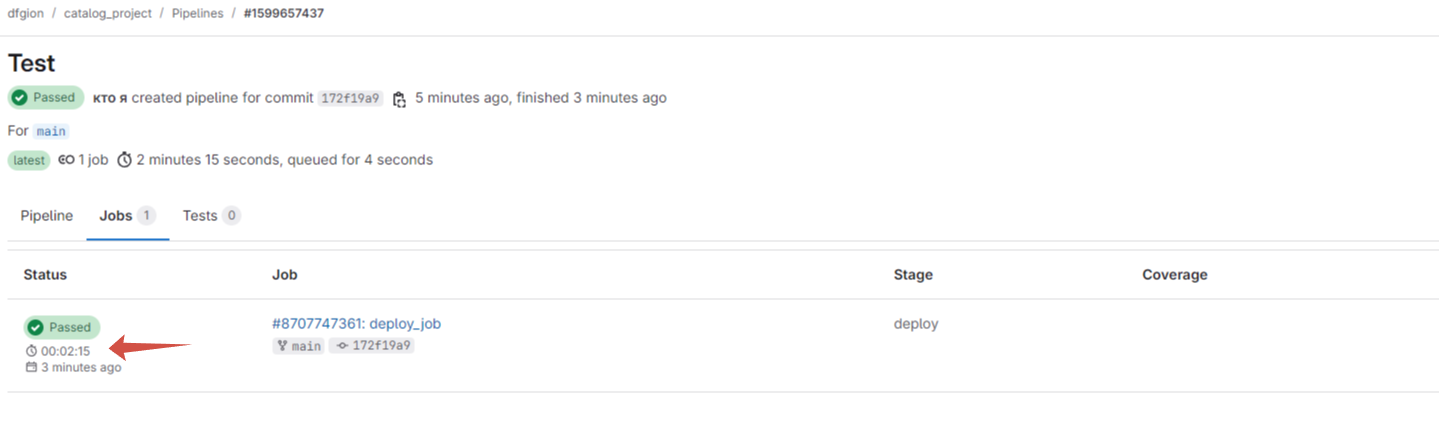 dfgion / catalog_project / Pipelines / #1599657437
Test
Passed кто я created pipeline for commit 172f19a9 5 minutes ago, finished 3 minutes ago
For main
latest 1 job 2 minutes 15 seconds, queued for 4 seconds
Pipeline Jobs 1 Tests 0
Status Job Stage Coverage
Passed #8707747361: deploy_job deploy
00:02:15 main 172f19a9
3 minutes ago